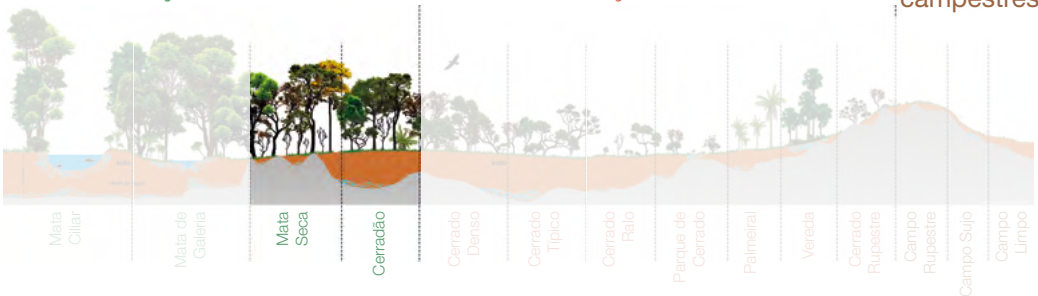 campestres
Mata
Ciliar
Mata de
Galeria
Mata
Seca
Cerradão
Cerrado
Denso
Cerrado
Típico
Cerrado
Ralo
Parque de
Cerrado
Palmeiral
Vereda
Cerrado
Rupestre
Campo
Rupestre
Campo Sujo
Campo
Limpo